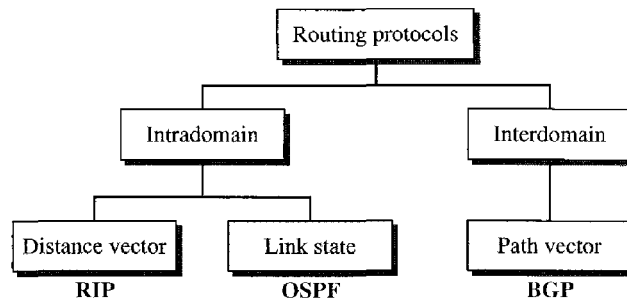 Routing protocols
Intradomain
Interdomain
Distance vector
Link state
Path vector
RIP
OSPF
BGP